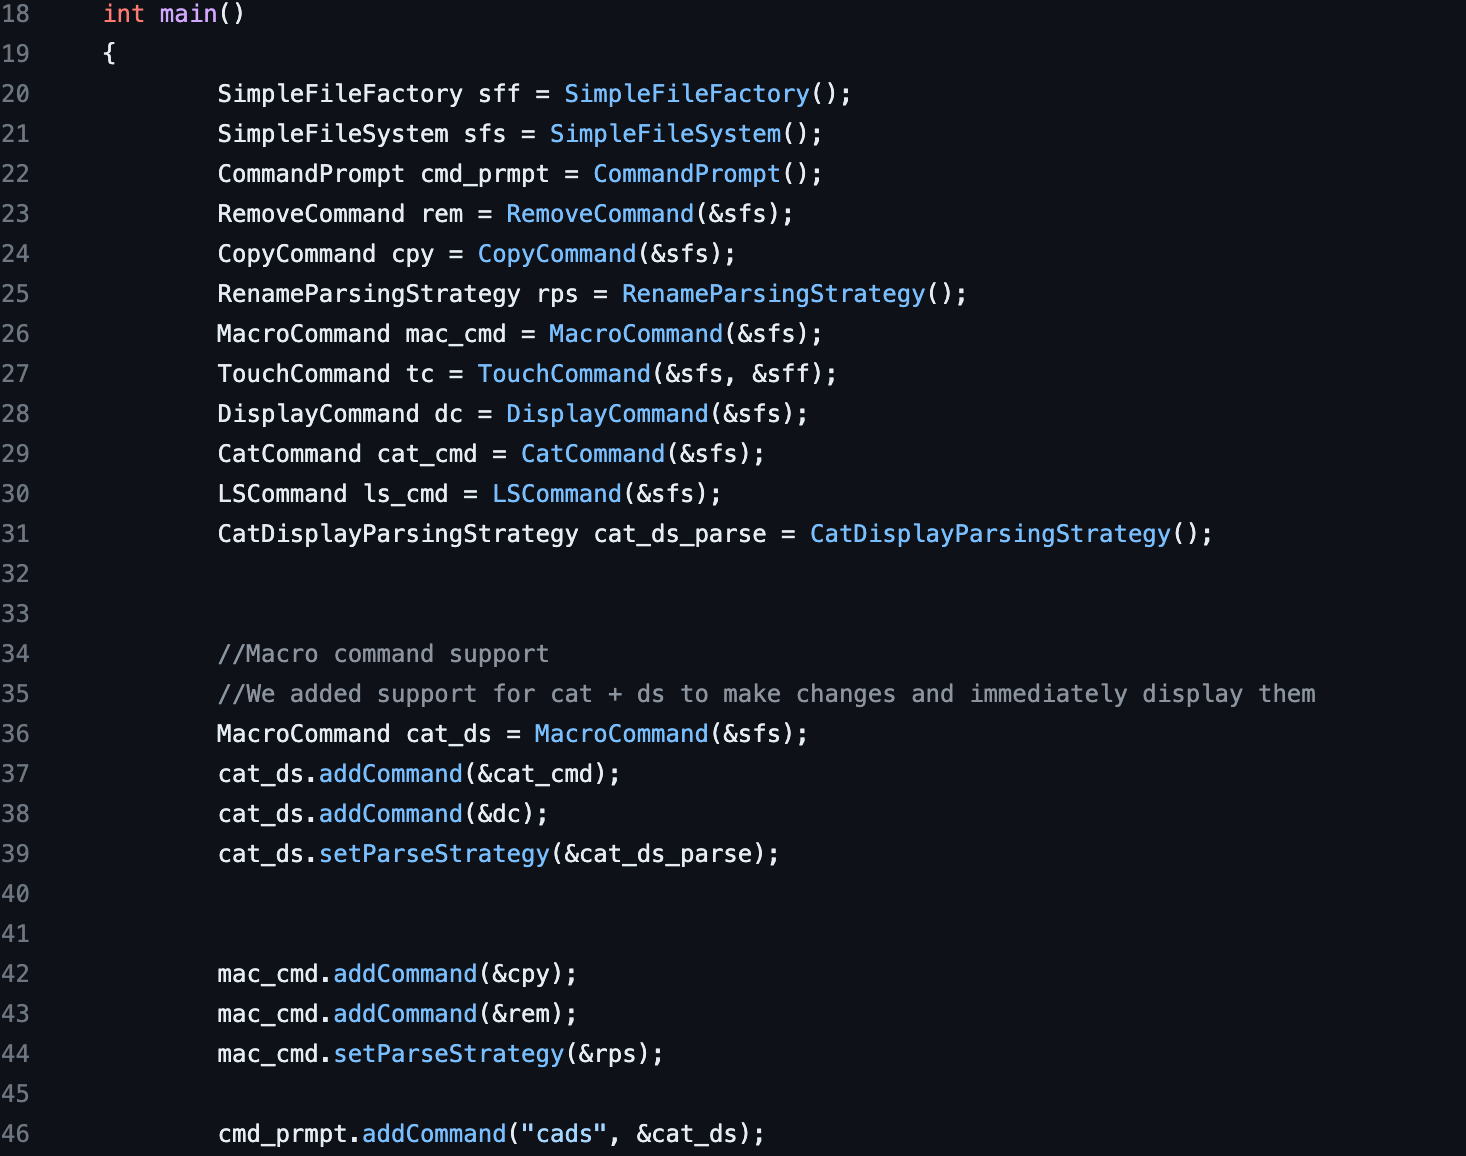 18 int main()
19 {
20 SimpleFileFactory sff = SimpleFileFactory();
21 SimpleFileSystem sfs = SimpleFileSystem();
22 CommandPrompt cmd_prmpt = CommandPrompt();
23 RemoveCommand rem = RemoveCommand(&sfs);
24 CopyCommand cpy = CopyCommand(&sfs);
25 RenameParsingStrategy rps = RenameParsingStrategy();
26 MacroCommand mac_cmd = MacroCommand(&sfs);
27 TouchCommand tc = TouchCommand(&sfs, &sff);
28 DisplayCommand dc = DisplayCommand(&sfs);
29 CatCommand cat_cmd = CatCommand(&sfs);
30 LSCommand ls_cmd = LSCommand(&sfs);
31 CatDisplayParsingStrategy cat_ds_parse = CatDisplayParsingStrategy();
32
33
34 //Macro command support
35 //We added support for cat + ds to make changes and immediately display them
36 MacroCommand cat_ds = MacroCommand(&sfs);
37 cat_ds.addCommand(&cat_cmd);
38 cat_ds.addCommand(&dc);
39 cat_ds.setParseStrategy(&cat_ds_parse);
40
41
42 mac_cmd.addCommand(&cpy);
43 mac_cmd.addCommand(&rem);
44 mac_cmd.setParseStrategy(&rps);
45
46 cmd_prmpt.addCommand("cads", &cat_ds);